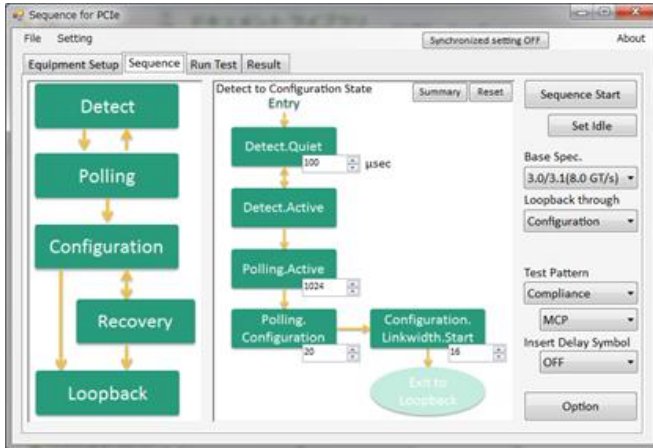 Sequence for PCIe
File Setting Synchronized setting OFF About
Equipment Setup Sequence Run Test Result
Detect
Polling
Configuration
Recovery
Loopback
Detect to Configuration State
Summary Reset
Entry
Detect.Quiet
100 μsec
Detect.Active
Polling.Active
1024
Polling.
Configuration
20
Configuration.
Linkwidth.Start
16
Exit to
Loopback
Sequence Start
Set Idle
Base Spec.
3.0/3.1(8.0 GT/s)
Loopback through
Configuration
Test Pattern
Compliance
MCP
Insert Delay Symbol
OFF
Option